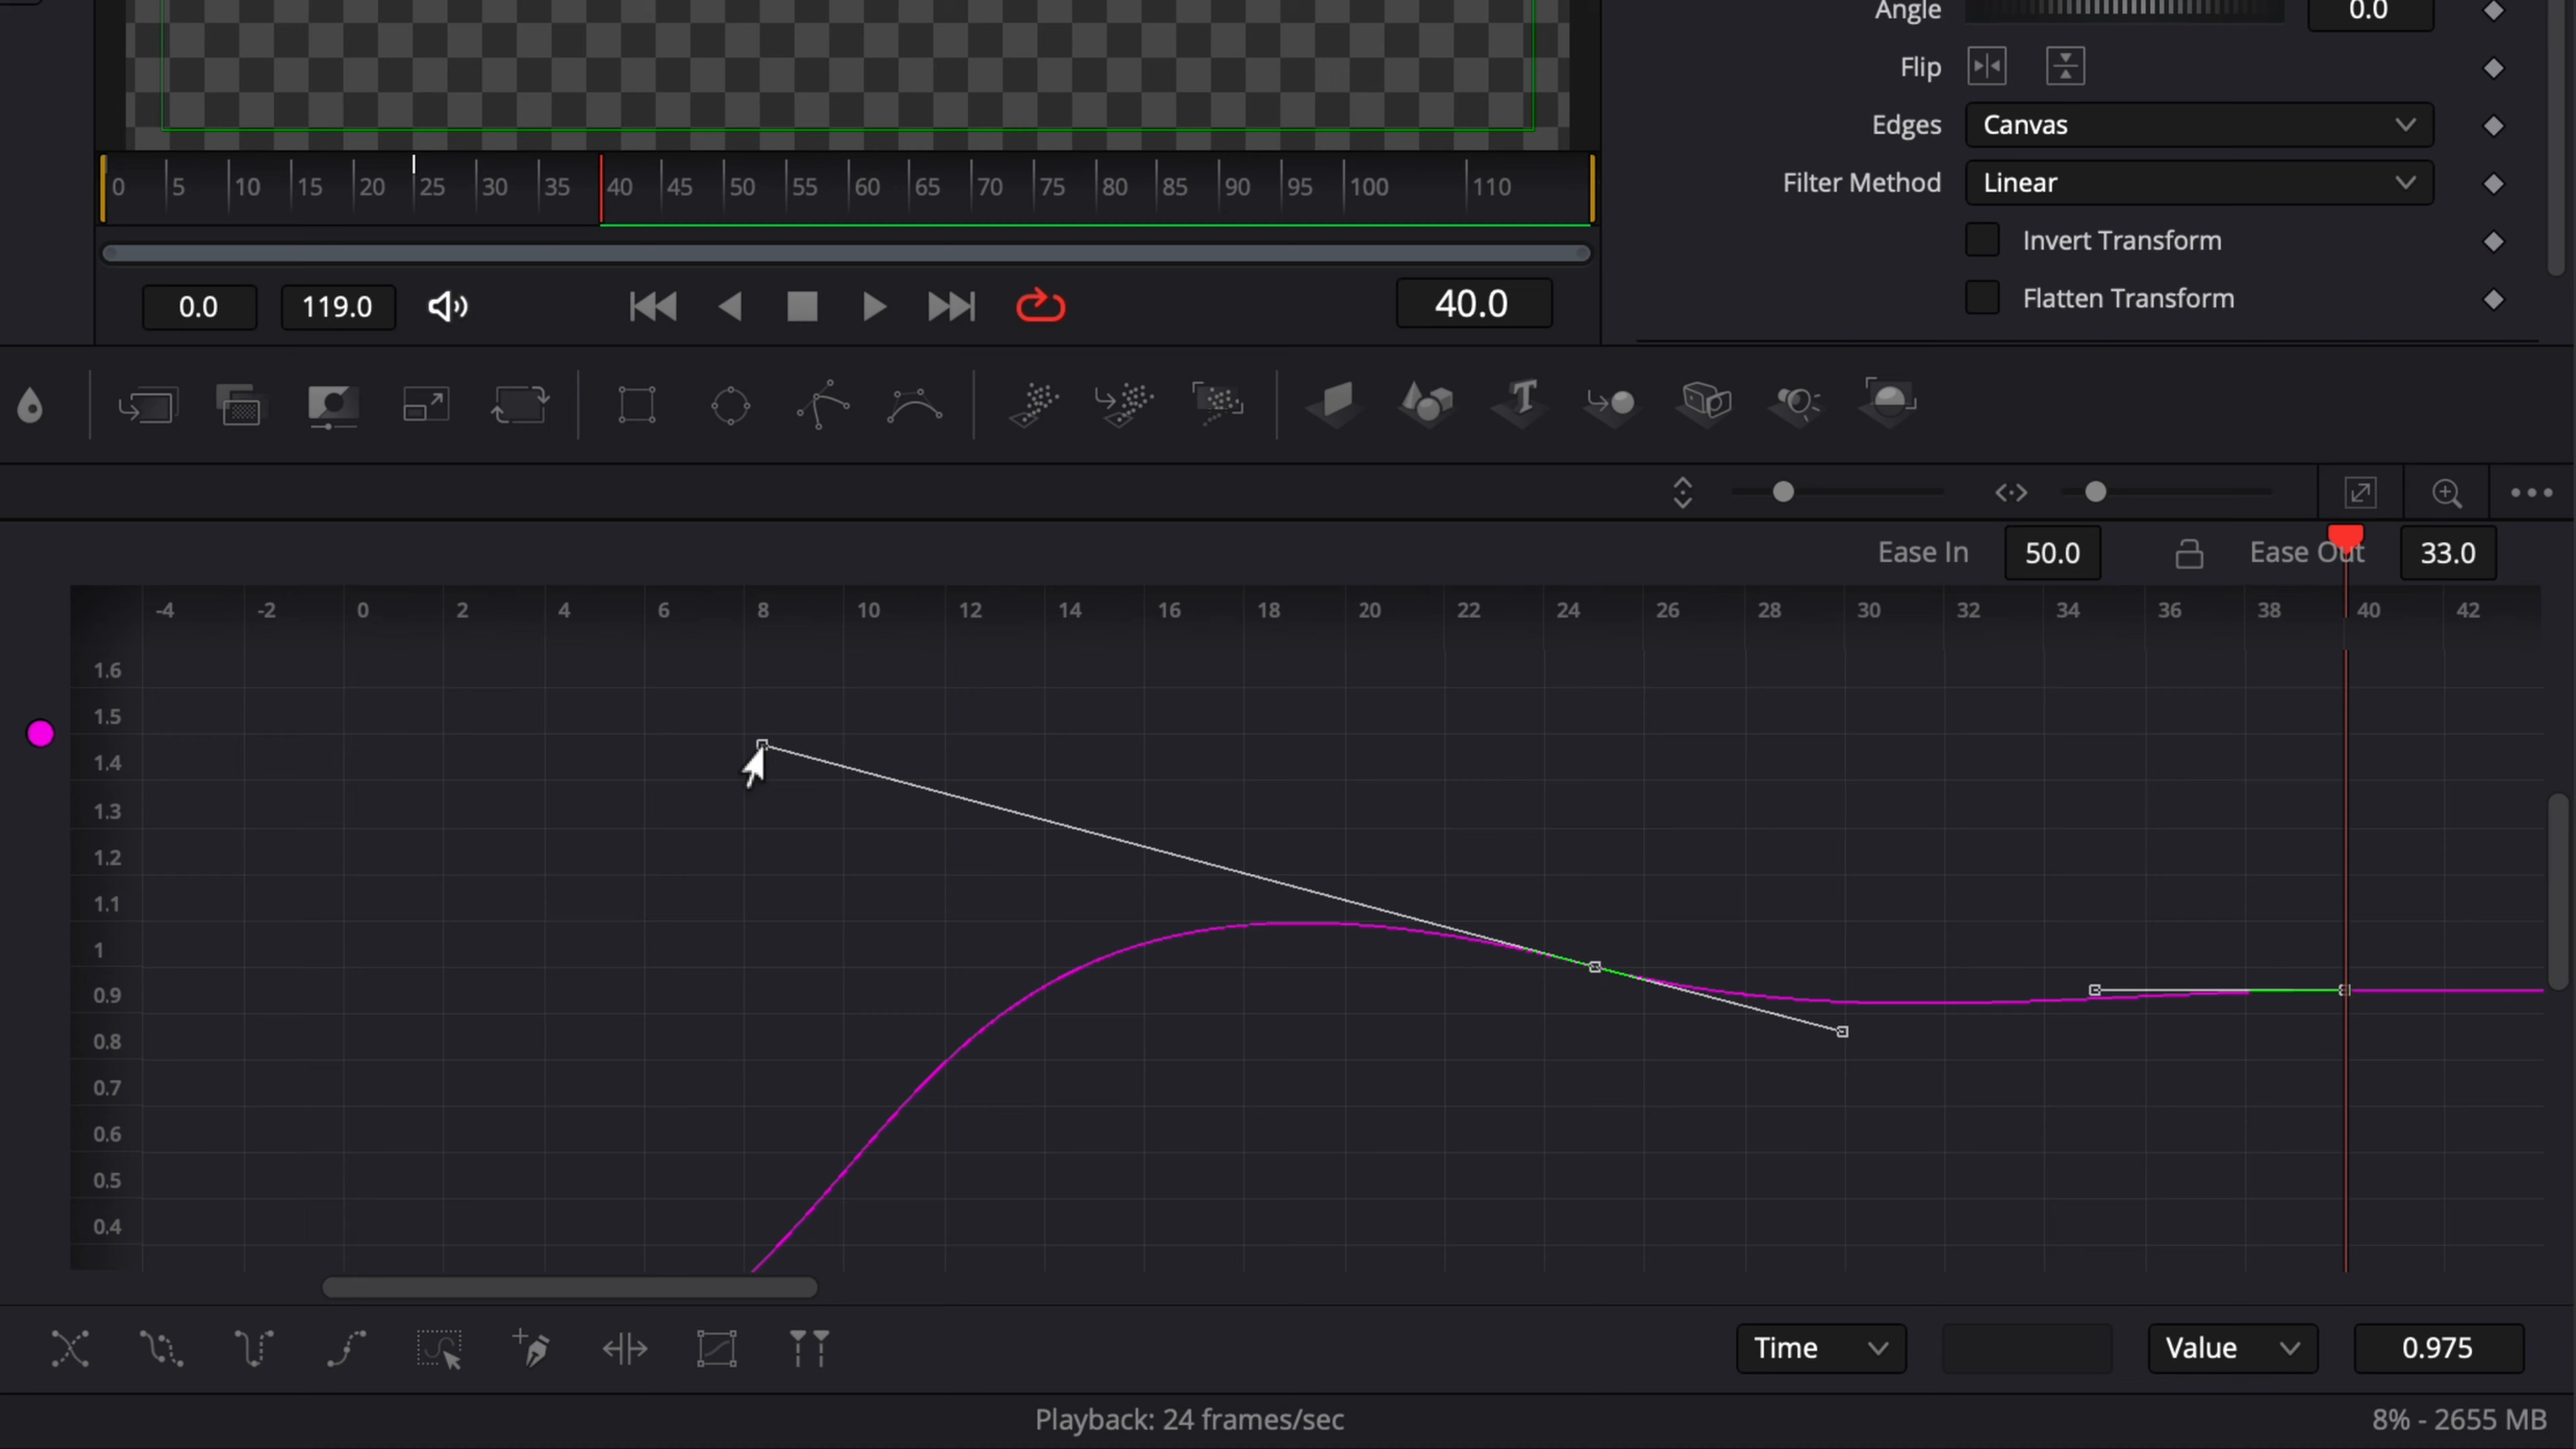 Angle 0.0
Flip
Edges Canvas
Filter Method Linear
Invert Transform
Flatten Transform
0 5 10 15 20 25 30 35 40 45 50 55 60 65 70 75 80 85 90 95 100 110
0.0 119.0 40.0
Ease In 50.0 Ease Out 33.0
-4 -2 0 2 4 6 8 10 12 14 16 18 20 22 24 26 28 30 32 34 36 38 40 42
1.6
1.5
1.4
1.3
1.2
1.1
1
0.9
0.8
0.7
0.6
0.5
0.4
Time Value 0.975
Playback: 24 frames/sec
8% - 2655 MB